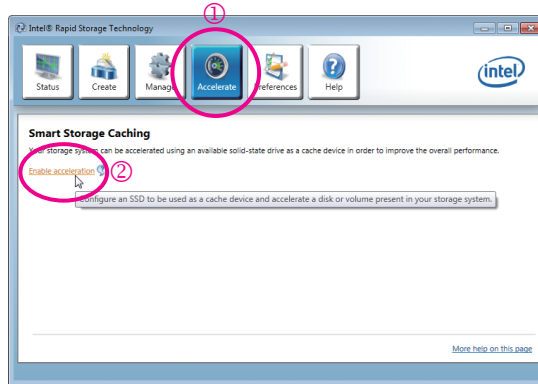 ①
Intel® Rapid Storage Technology
Status
Create
Manage
Accelerate
Preferences
Help
intel
Smart Storage Caching
Your storage system can be accelerated using an available solid-state drive as a cache device in order to improve the overall performance.
Enable acceleration
②
Configure an SSD to be used as a cache device and accelerate a disk or volume present in your storage system.
More help on this page